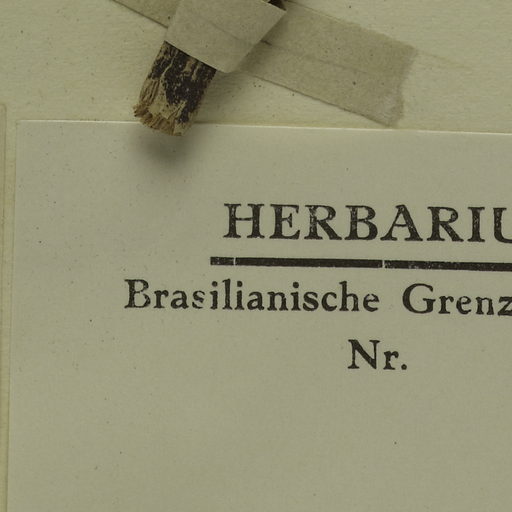 HERBARIU
Brasilianische Grenz
Nr.